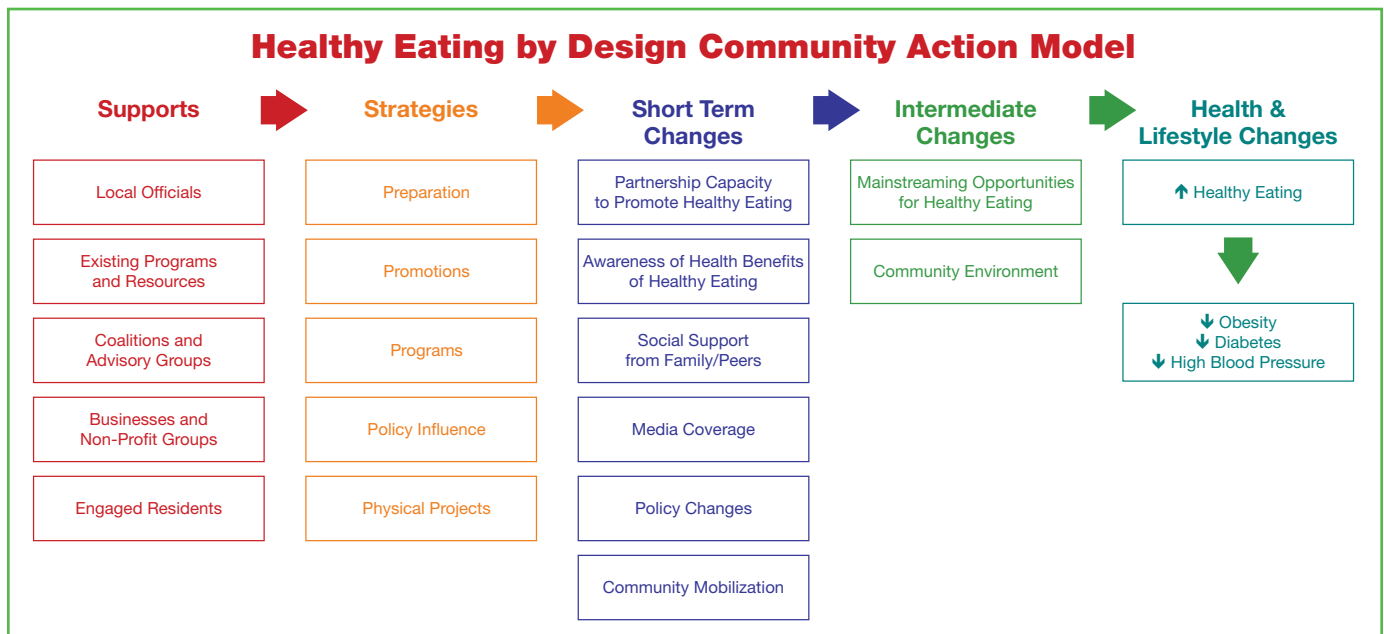 Healthy Eating by Design Community Action Model
Supports
Local Officials
Existing Programs
and Resources
Coalitions and
Advisory Groups
Businesses and
Non-Profit Groups
Engaged Residents
Strategies
Preparation
Promotions
Programs
Policy Influence
Physical Projects
Short Term
Changes
Partnership Capacity
to Promote Healthy Eating
Awareness of Health Benefits
of Healthy Eating
Social Support
from Family/Peers
Media Coverage
Policy Changes
Community Mobilization
Intermediate
Changes
Mainstreaming Opportunities
for Healthy Eating
Community Environment
Health &
Lifestyle Changes
↑ Healthy Eating
↓ Obesity
↓ Diabetes
↓ High Blood Pressure